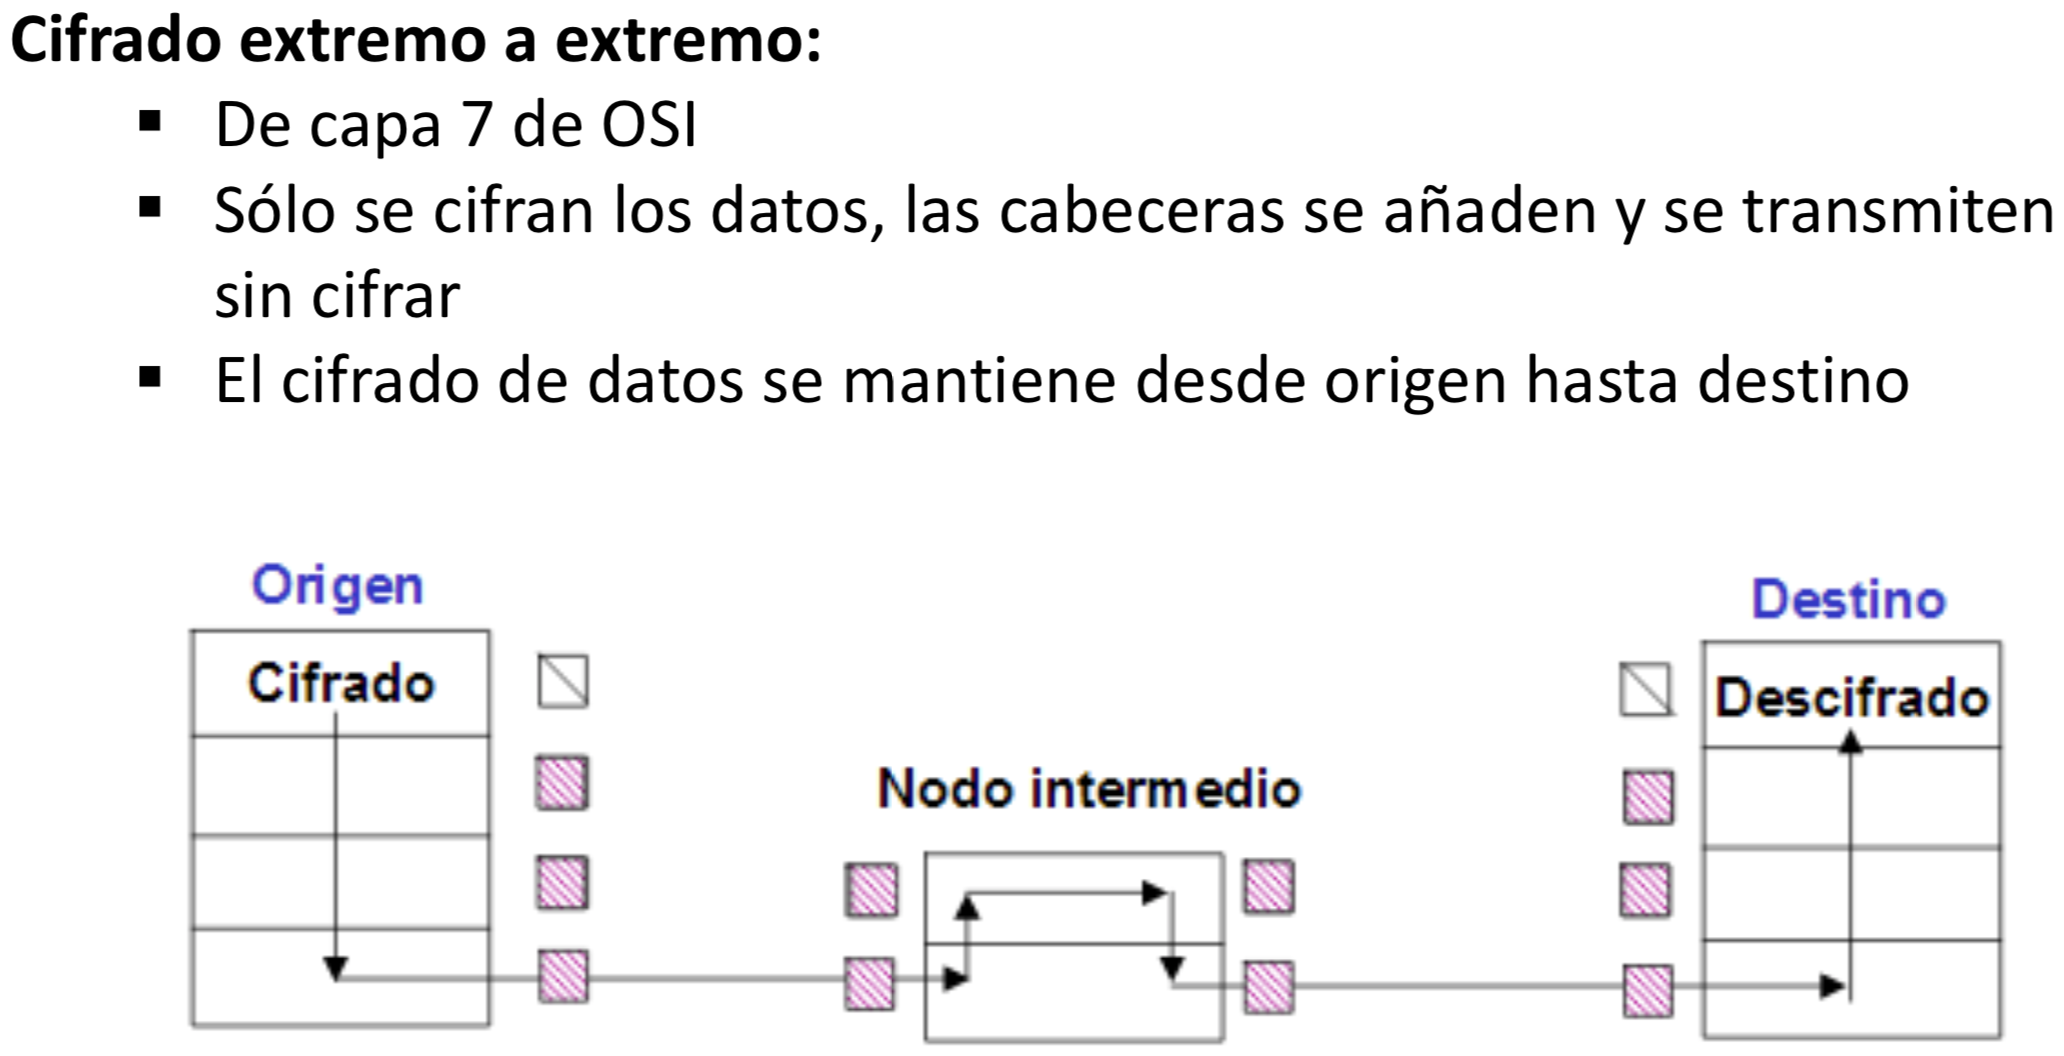 Cifrado extremo a extremo:
▪ De capa 7 de OSI
▪ Sólo se cifran los datos, las cabeceras se añaden y se transmiten
sin cifrar
▪ El cifrado de datos se mantiene desde origen hasta destino
Origen
Destino
Cifrado
Descifrado
Nodo intermedio